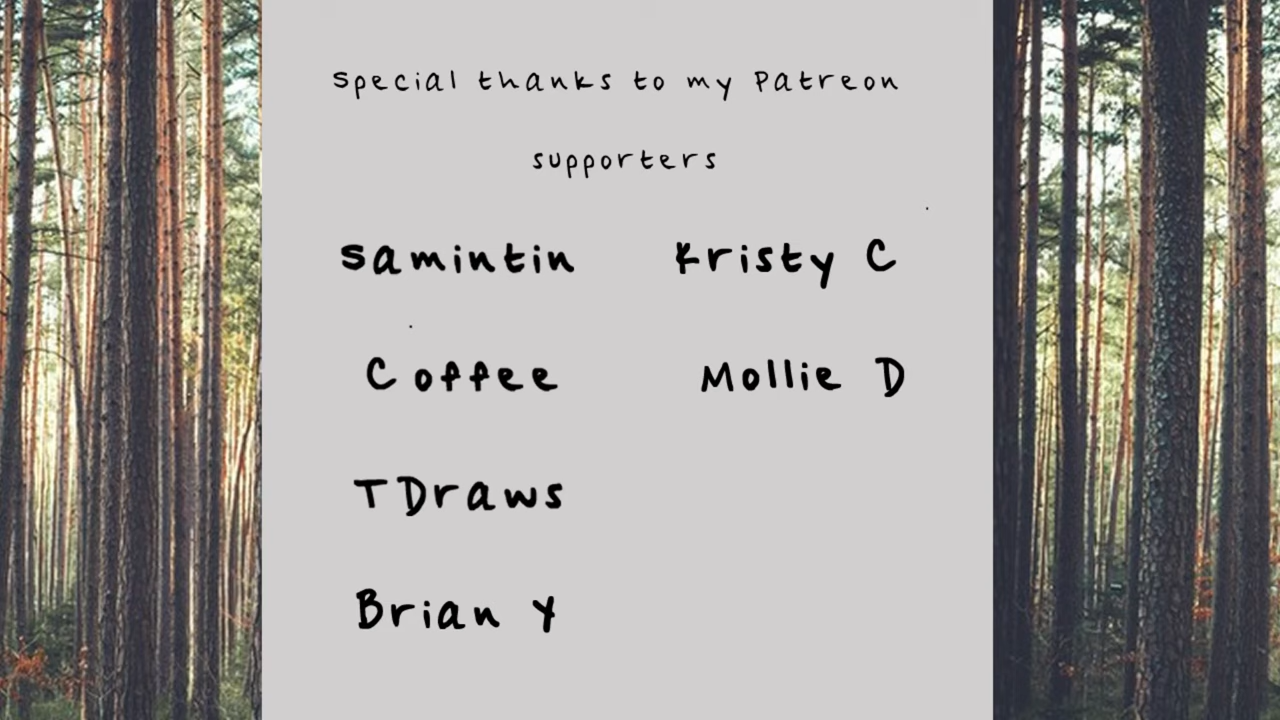 special thanks to my Patreon
supporters
samintin Kristy C
Coffee Mollie D
TDraws
Brian Y